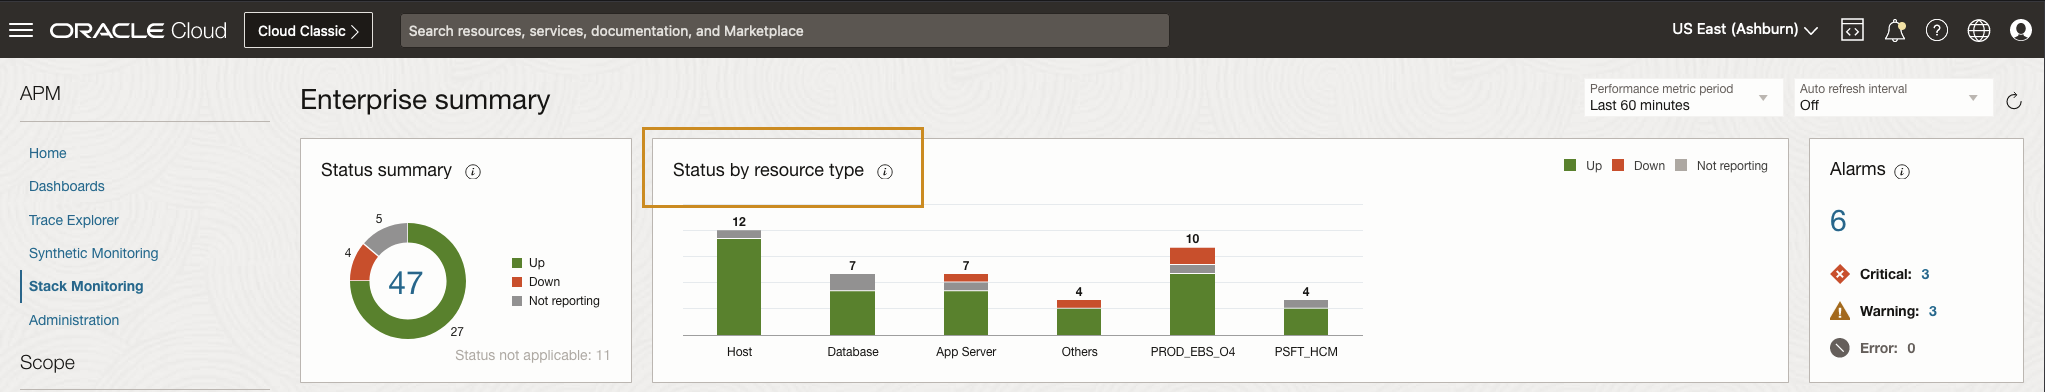 ORACLE Cloud
Cloud Classic
Search resources, services, documentation, and Marketplace
US East (Ashburn)
APM
Home
Dashboards
Trace Explorer
Synthetic Monitoring
Stack Monitoring
Administration
Scope
Enterprise summary
Performance metric period
Last 60 minutes
Auto refresh interval
Off
Status summary
5
4
47
27
Up
Down
Not reporting
Status not applicable: 11
Status by resource type
Up Down Not reporting
12 7 7 4 10 4
Host Database App Server Others PROD_EBS_O4 PSFT_HCM
Alarms
6
Critical: 3
Warning: 3
Error: 0